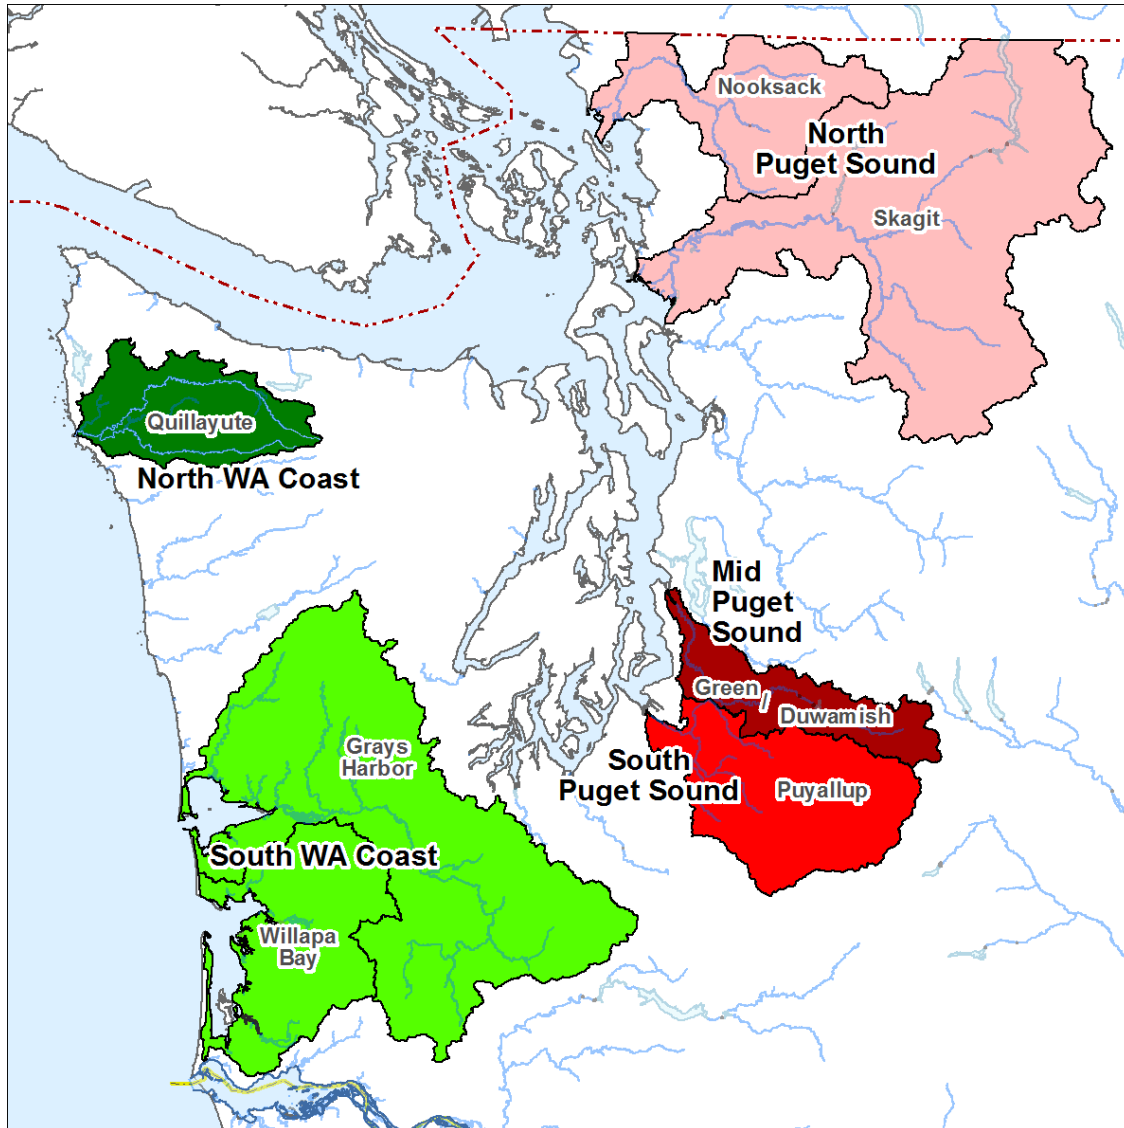 Nooksack
North
Puget Sound
Skagit
Quillayute
North WA Coast
Mid
Puget
Sound
Green /
Duwamish
South
Puget Sound
Puyallup
Grays
Harbor
South WA Coast
Willapa
Bay